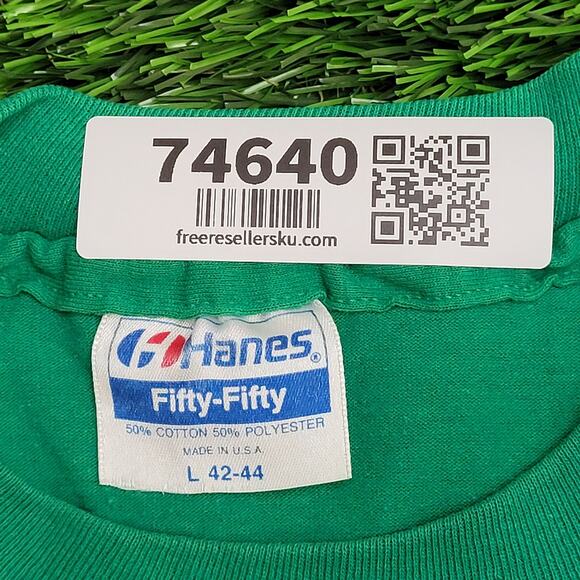 74640
freeresellersku.com
Hanes®
Fifty-Fifty
50% COTTON 50% POLYESTER
MADE IN U.S.A.
L 42-44